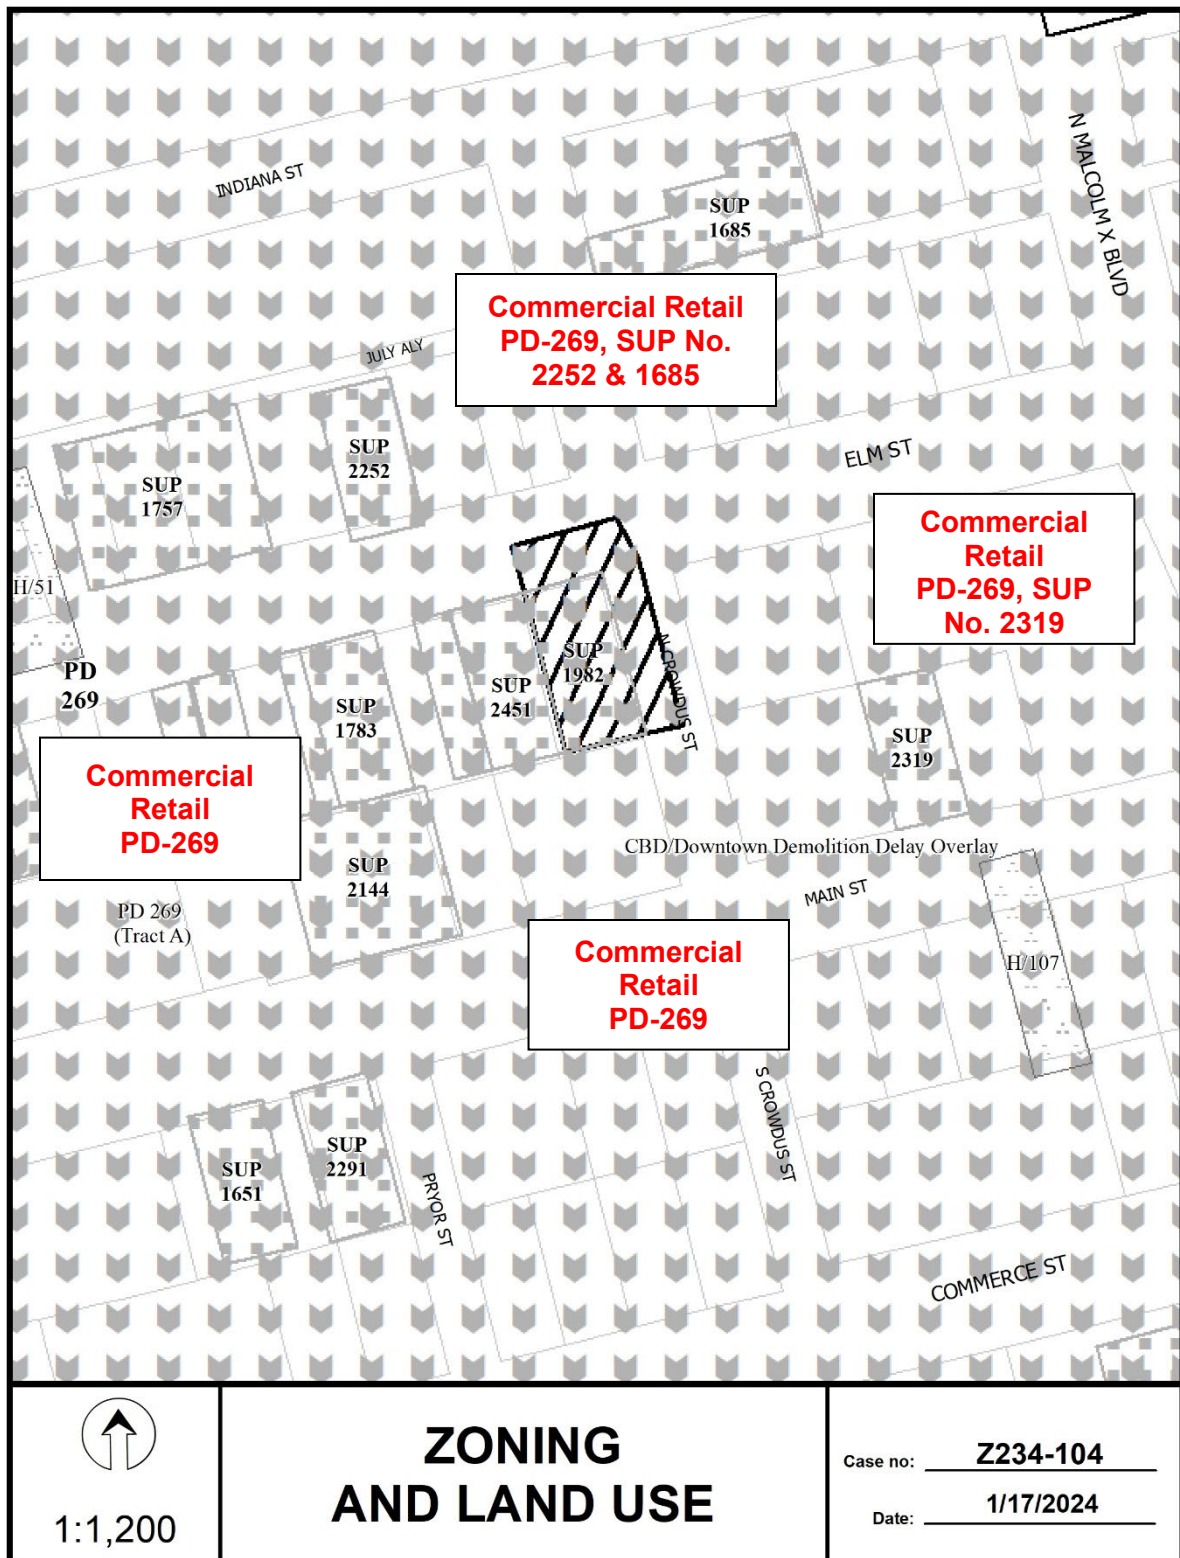 INDIANA ST
N MALCOLM X BLVD
SUP
1685
Commercial Retail
PD-269, SUP No.
2252 & 1685
JULY ALY
ELM ST
SUP
2252
SUP
1757
Commercial
Retail
PD-269, SUP
No. 2319
H/51
PD
269
SUP
1982
N CROWDUS ST
SUP
2451
SUP
1783
SUP
2319
Commercial
Retail
PD-269
CBD/Downtown Demolition Delay Overlay
SUP
2144
MAIN ST
PD 269
(Tract A)
Commercial
Retail
PD-269
H/107
S CROWDUS ST
SUP
2291
SUP
1651
PRYOR ST
COMMERCE ST
1:1,200
ZONING
AND LAND USE
Case no: Z234-104
Date: 1/17/2024